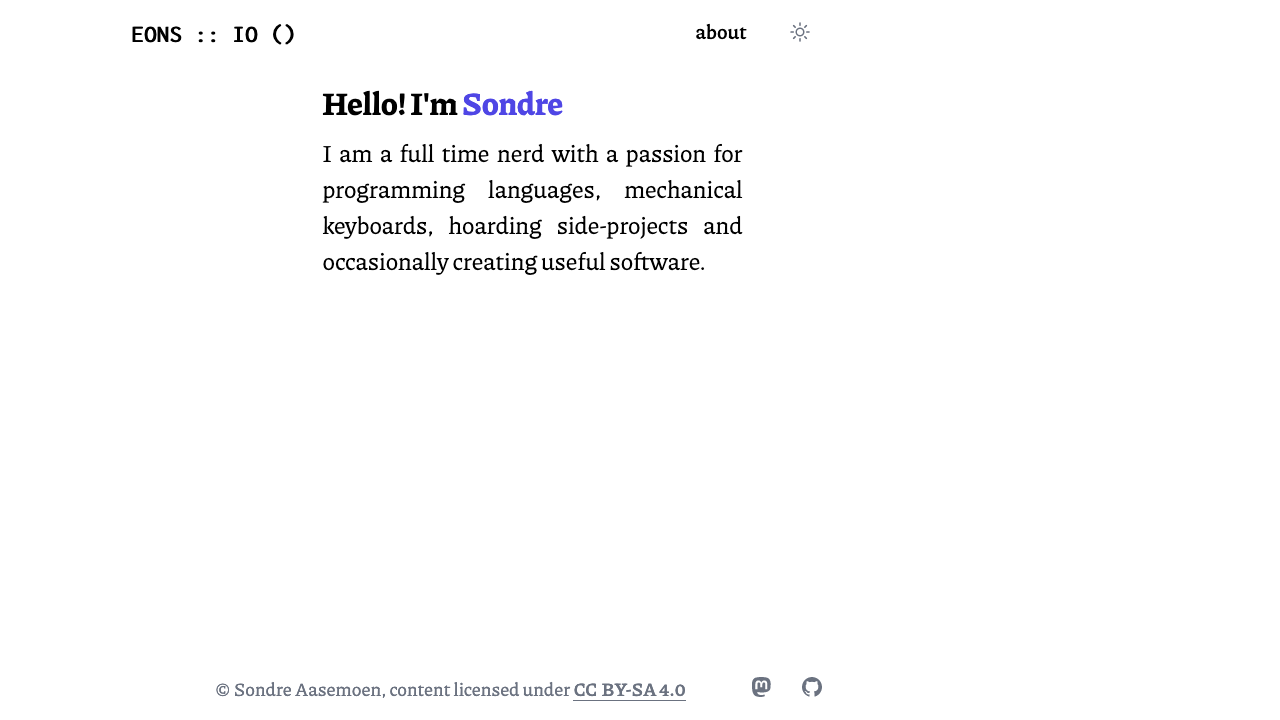 EONS :: IO ()
about
Hello! I'm Sondre
I am a full time nerd with a passion for
programming languages, mechanical
keyboards, hoarding side-projects and
occasionally creating useful software.
© Sondre Aasemoen, content licensed under CC BY-SA 4.0